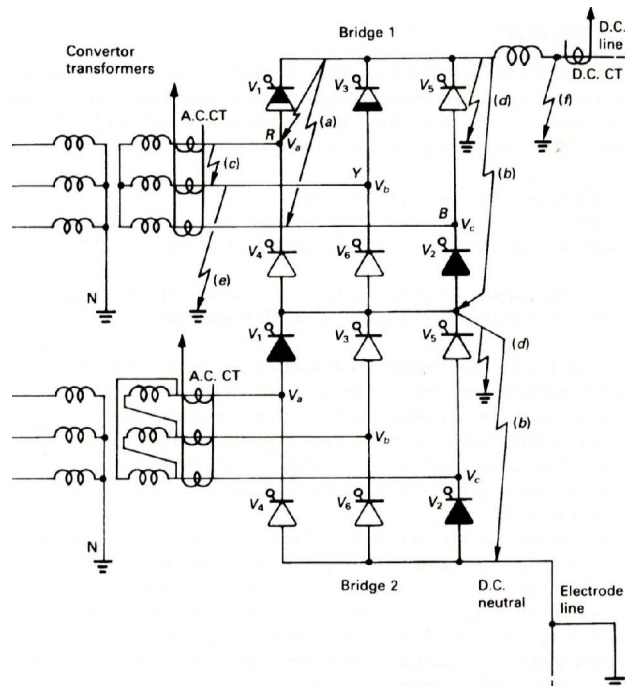 Bridge 1
D.C.
line
D.C. CT
Convertor
transformers
A.C.CT
V1
V3
V5
(d)
(f)
(a)
R
Va
(c)
(b)
Y
Vb
B
Vc
(e)
V4
V6
V2
N
V1
V3
V5
(d)
A.C. CT
Va
(b)
Vb
Vc
V4
V6
V2
N
Bridge 2
D.C.
neutral
Electrode
line